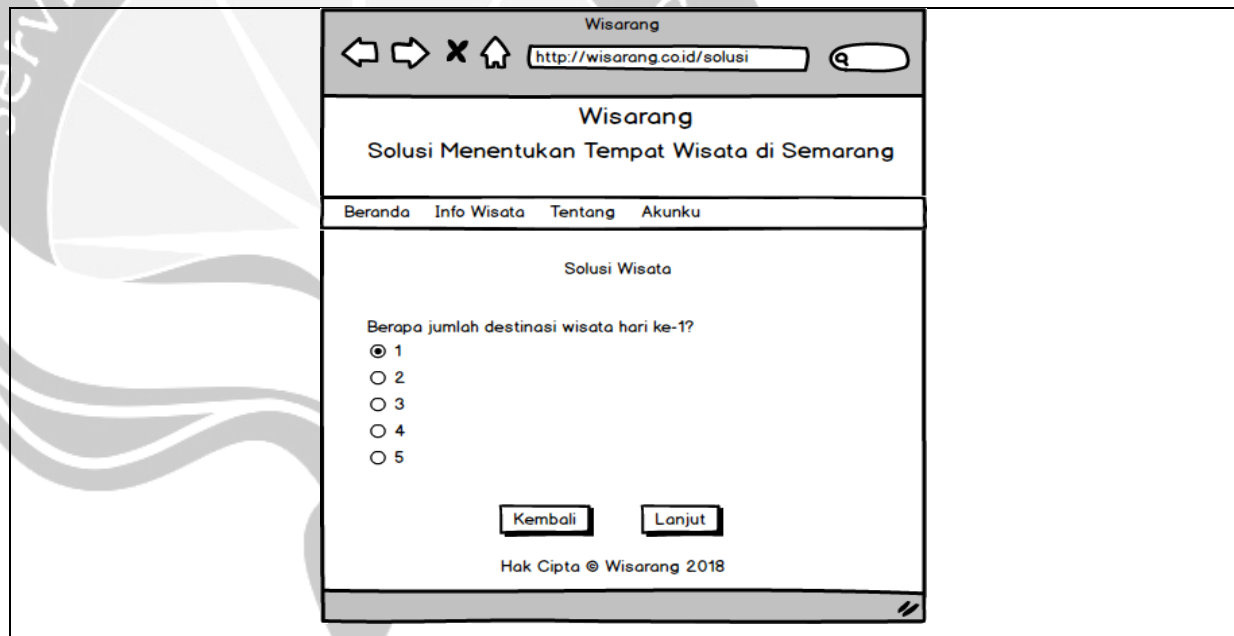 Wisarang
http://wisarang.co.id/solusi
Wisarang
Solusi Menentukan Tempat Wisata di Semarang
Beranda Info Wisata Tentang Akunku
Solusi Wisata
Berapa jumlah destinasi wisata hari ke-1?
1
2
3
4
5
Kembali Lanjut
Hak Cipta © Wisarang 2018